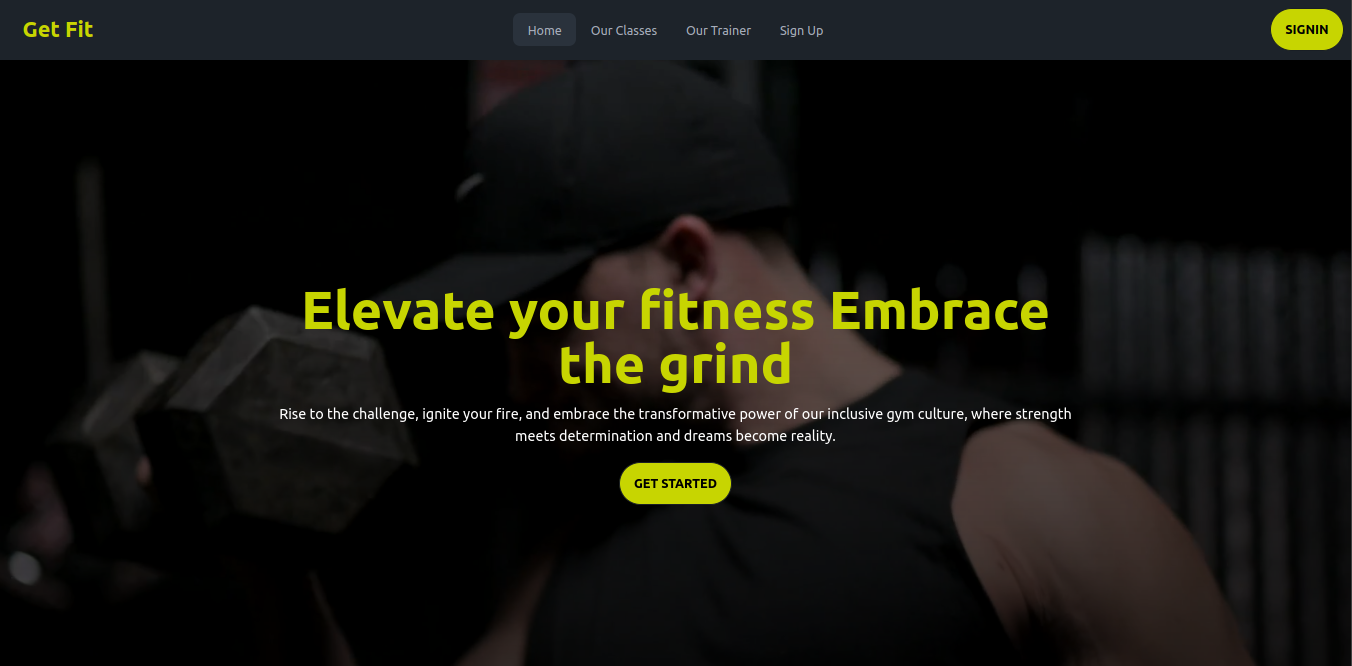 Get Fit
Home
Our Classes
Our Trainer
Sign Up
SIGNIN
Elevate your fitness Embrace
the grind
Rise to the challenge, ignite your fire, and embrace the transformative power of our inclusive gym culture, where strength
meets determination and dreams become reality.
GET STARTED